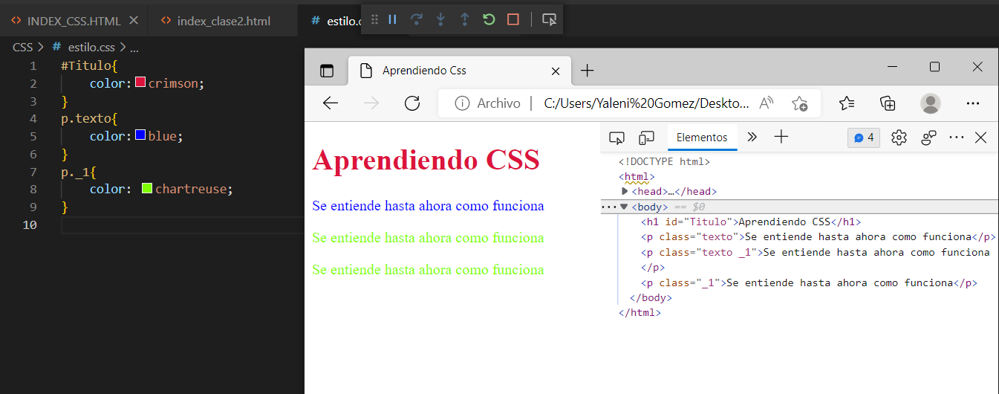 INDEX_CSS.HTML
index_clase2.html
estilo.c
CSS > # estilo.css > ...
1 #Titulo{
2 color: crimson;
3 }
4 p.texto{
5 color: blue;
6 }
7 p._1{
8 color: chartreuse;
9 }
10
Aprendiendo Css
Archivo | C:/Users/Yaleni%20Gomez/Deskto...
Aprendiendo CSS
Se entiende hasta ahora como funciona
Se entiende hasta ahora como funciona
Se entiende hasta ahora como funciona
Elementos
4
<!DOCTYPE html>
<html>
<head>…</head>
<body> == $0
<h1 id="Titulo">Aprendiendo CSS</h1>
<p class="texto">Se entiende hasta ahora como funciona</p>
<p class="texto _1">Se entiende hasta ahora como funciona
</p>
<p class="_1">Se entiende hasta ahora como funciona</p>
</body>
</html>